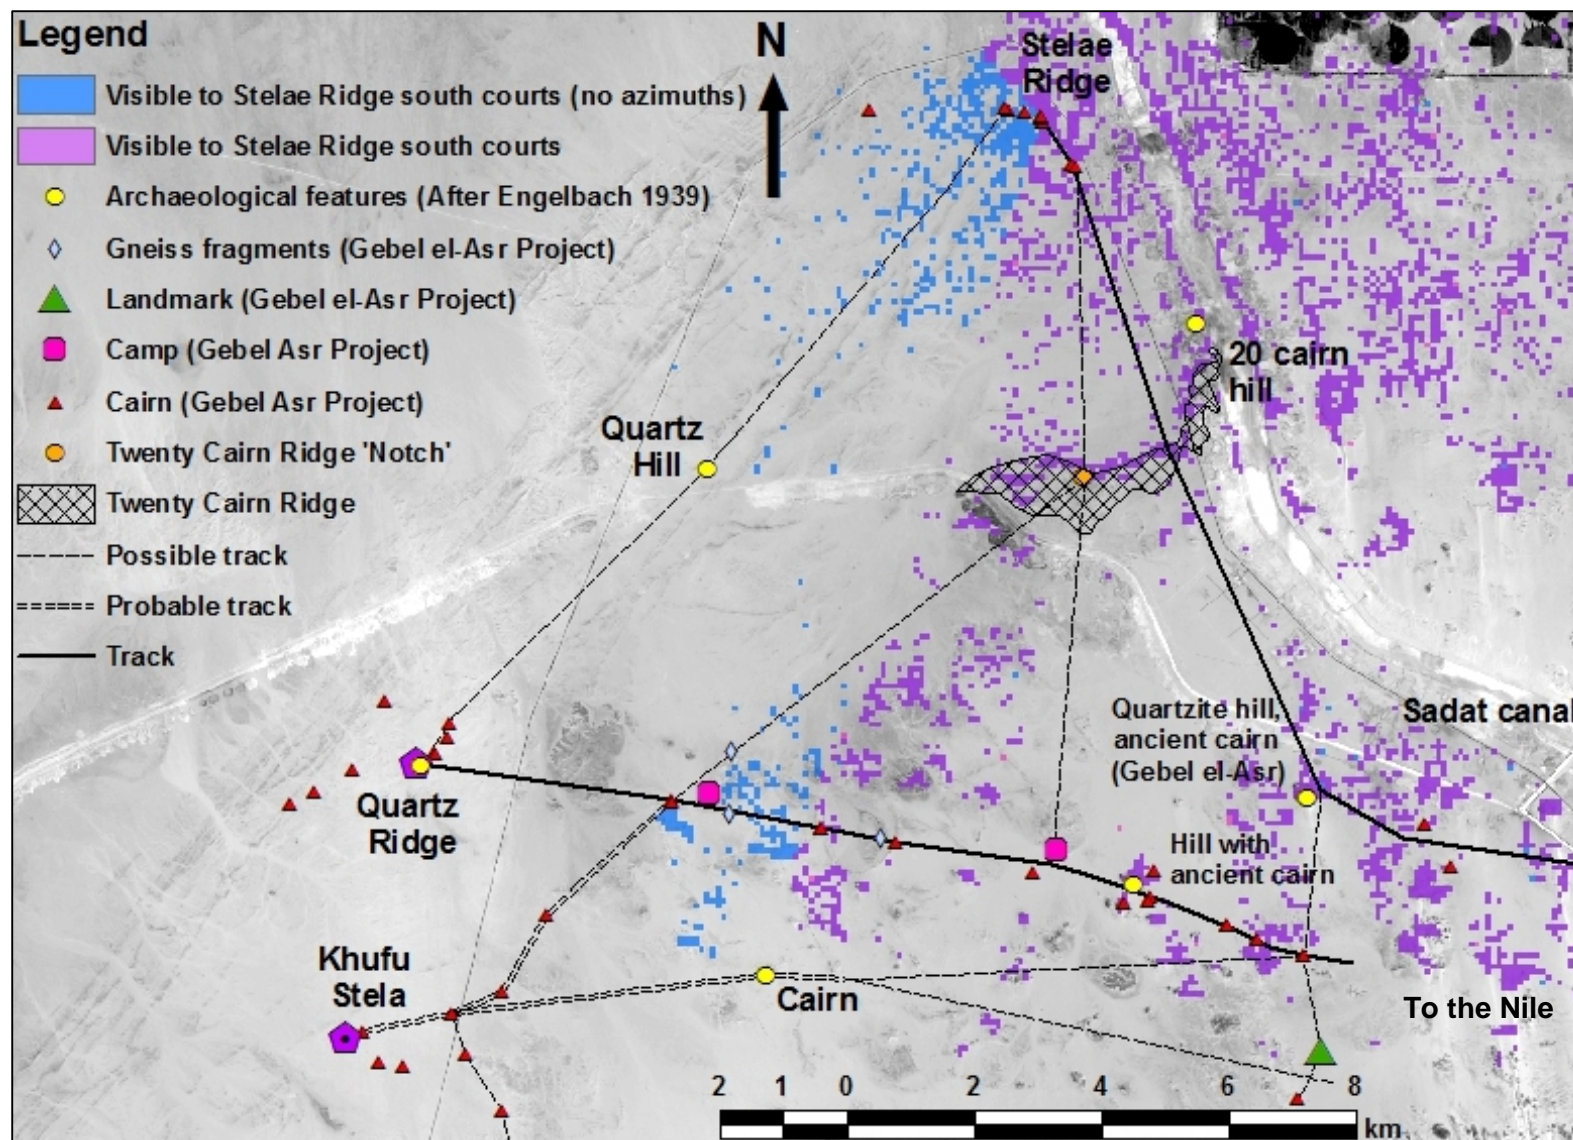 Legend
Visible to Stelae Ridge south courts (no azimuths)
Visible to Stelae Ridge south courts
Archaeological features (After Engelbach 1939)
Gneiss fragments (Gebel el-Asr Project)
Landmark (Gebel el-Asr Project)
Camp (Gebel Asr Project)
Cairn (Gebel Asr Project)
Twenty Cairn Ridge 'Notch'
Twenty Cairn Ridge
Possible track
Probable track
Track
N
Stelae
Ridge
20 cairn
hill
Quartz
Hill
Quartzite hill,
ancient cairn
(Gebel el-Asr)
Sadat canal
Quartz
Ridge
Hill with
ancient cairn
Khufu
Stela
Cairn
To the Nile
2 1 0 2 4 6 8
km